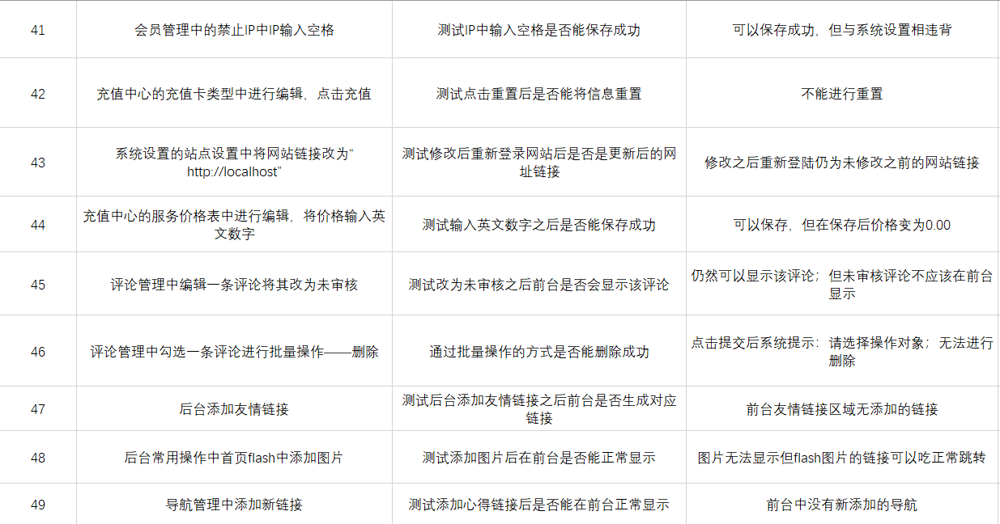 41
会员管理中的禁止IP中IP输入空格
测试IP中输入空格是否能保存成功
可以保存成功，但与系统设置相违背
42
充值中心的充值卡类型中进行编辑，点击充值
测试点击重置后是否能将信息重置
不能进行重置
43
系统设置的站点设置中将网站链接改为“
http://localhost”
测试修改后重新登录网站后是否是更新后的网
址链接
修改之后重新登陆仍为未修改之前的网站链接
44
充值中心的服务价格表中进行编辑，将价格输入英
文数字
测试输入英文数字之后是否能保存成功
可以保存，但在保存后价格变为0.00
45
评论管理中编辑一条评论将其改为未审核
测试改为未审核之后前台是否会显示该评论
仍然可以显示该评论；但未审核评论不应该在前台
显示
46
评论管理中勾选一条评论进行批量操作——删除
通过批量操作的方式是否能删除成功
点击提交后系统提示：请选择操作对象；无法进行
删除
47
后台添加友情链接
测试后台添加友情链接之后前台是否生成对应
链接
前台友情链接区域无添加的链接
48
后台常用操作中首页flash中添加图片
测试添加图片后在前台是否能正常显示
图片无法显示但flash图片的链接可以吃正常跳转
49
导航管理中添加新链接
测试添加心得链接后是否能在前台正常显示
前台中没有新添加的导航